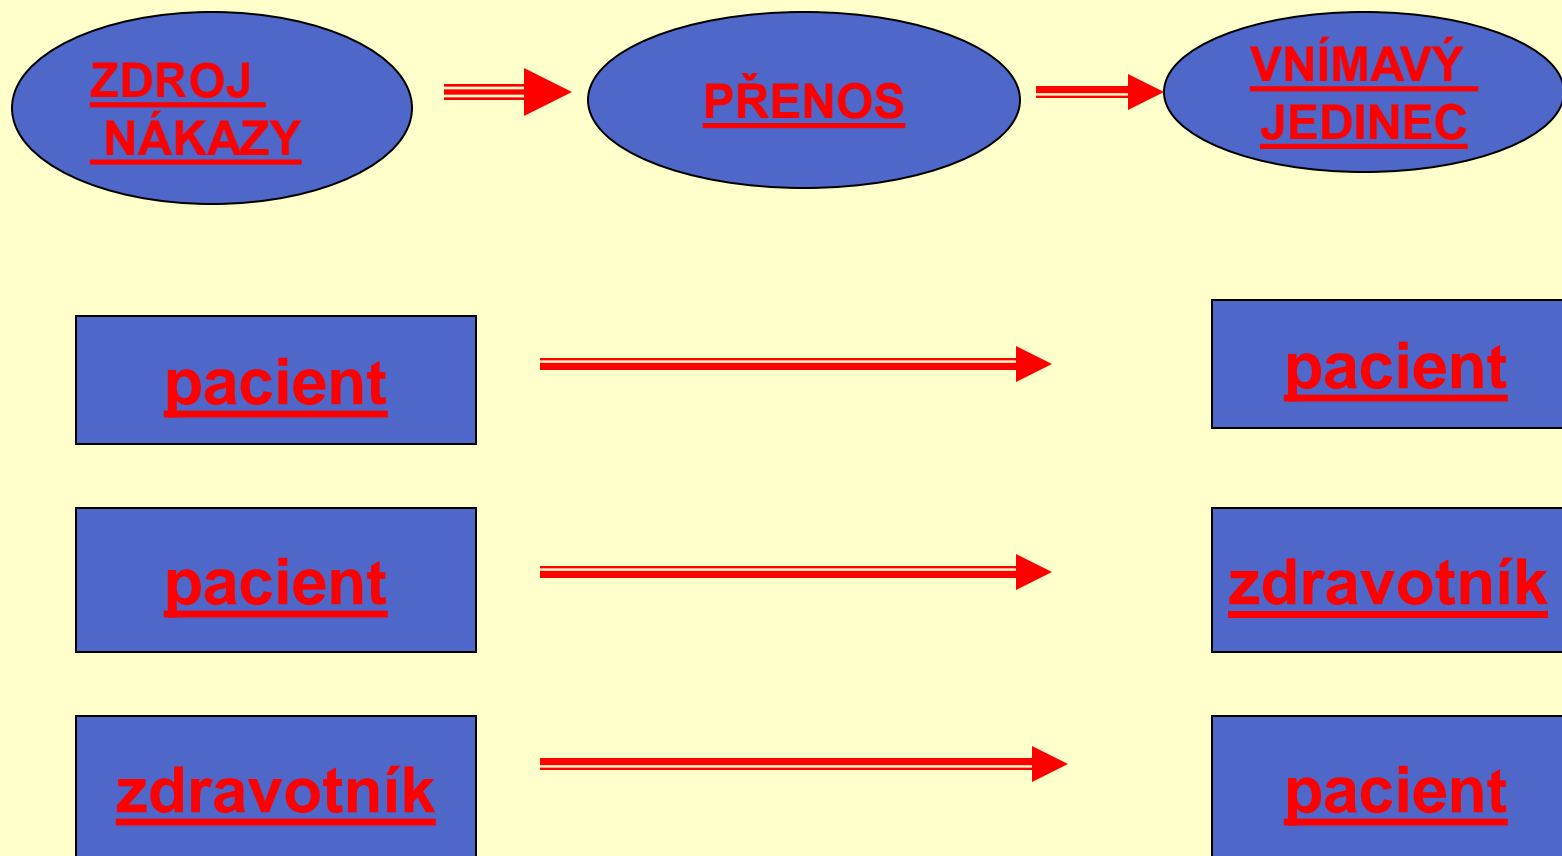 ZDROJ
NÁKAZY
PŘENOS
VNÍMAVÝ
JEDINEC
pacient
pacient
pacient
zdravotník
zdravotník
pacient